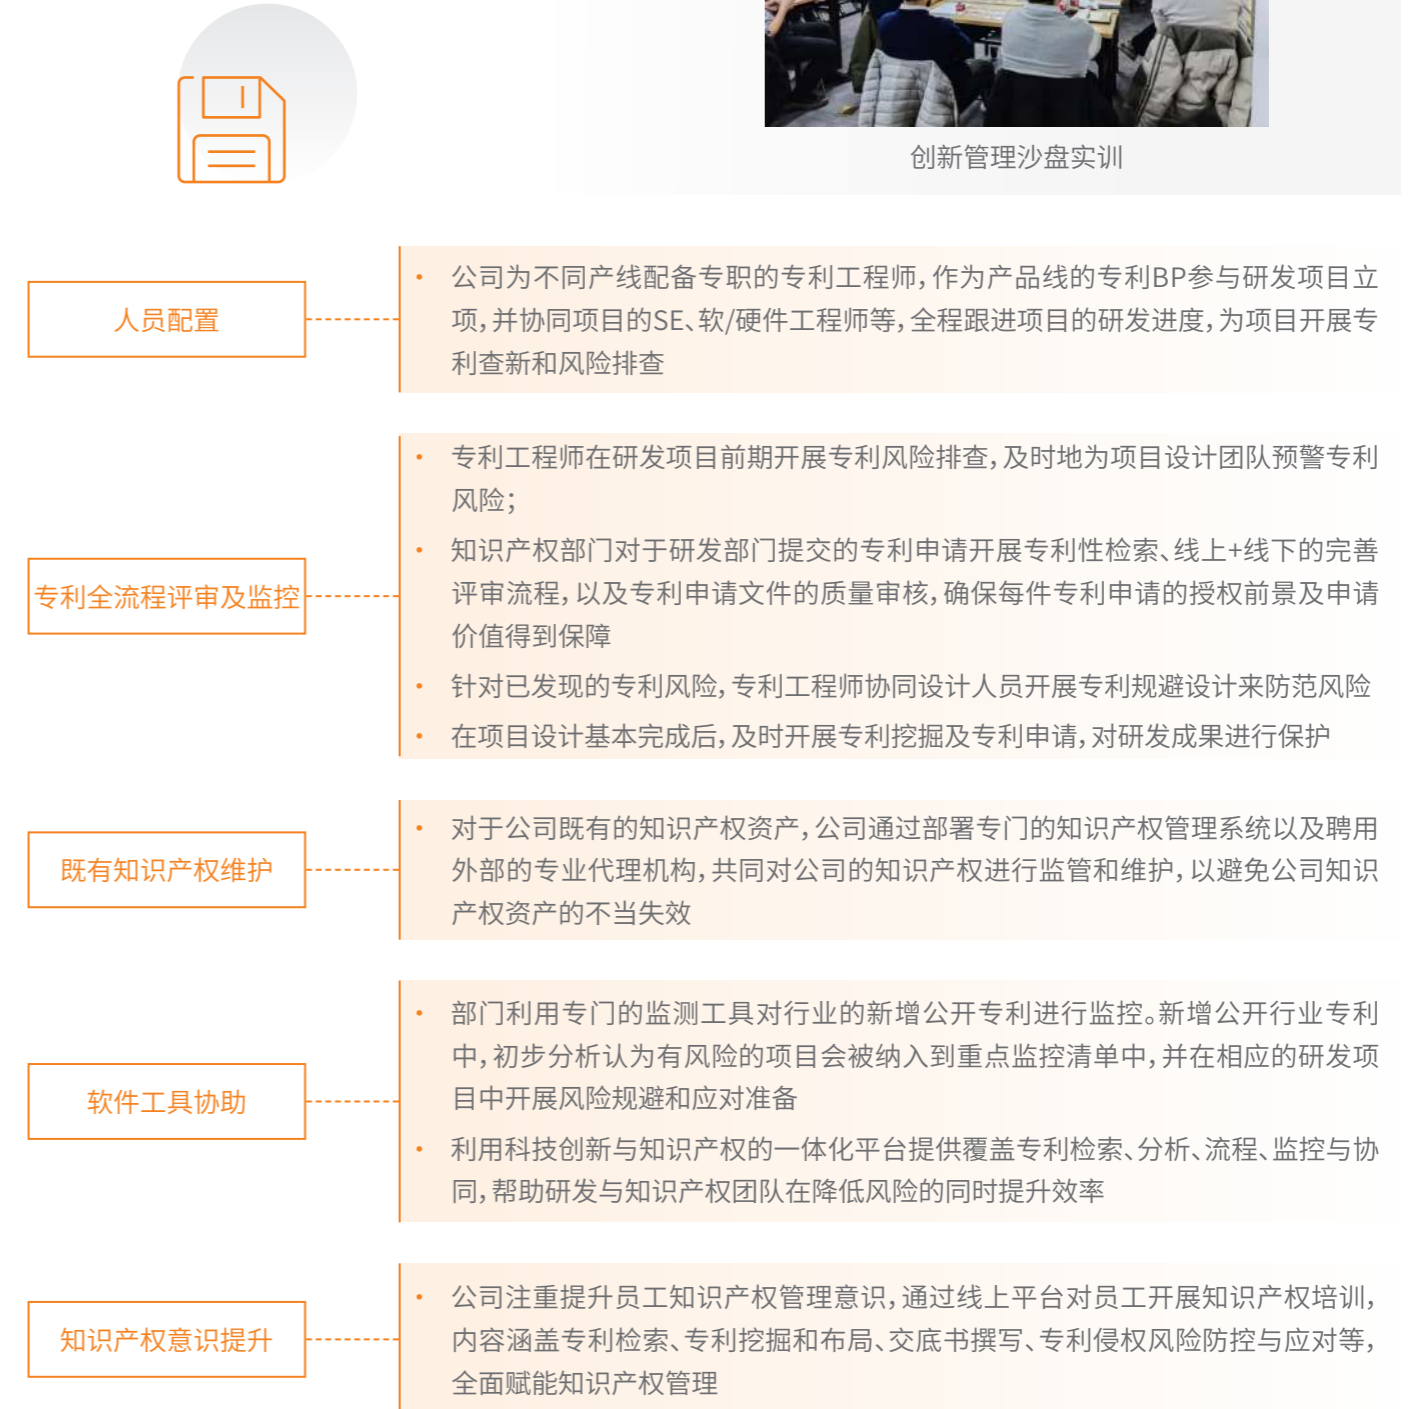 创新管理沙盘实训
人员配置
• 公司为不同产线配备专职的专利工程师，作为产品线的专利BP参与研发项目立
项，并协同项目的SE、软/硬件工程师等，全程跟进项目的研发进度，为项目开展专
利查新和风险排查
专利全流程评审及监控
• 专利工程师在研发项目前期开展专利风险排查，及时地为项目设计团队预警专利
风险；
• 知识产权部门对于研发部门提交的专利申请开展专利性检索、线上+线下的完善
评审流程，以及专利申请文件的质量审核，确保每件专利申请的授权前景及申请
价值得到保障
• 针对已发现的专利风险，专利工程师协同设计人员开展专利规避设计来防范风险
• 在项目设计基本完成后，及时开展专利挖掘及专利申请，对研发成果进行保护
既有知识产权维护
• 对于公司既有的知识产权资产，公司通过部署专门的知识产权管理系统以及聘用
外部的专业代理机构，共同对公司的知识产权进行监管和维护，以避免公司知识
产权资产的不当失效
软件工具协助
• 部门利用专门的监测工具对行业的新增公开专利进行监控。新增公开行业专利
中，初步分析认为有风险的项目会被纳入到重点监控清单中，并在相应的研发项
目中开展风险规避和应对准备
• 利用科技创新与知识产权的一体化平台提供覆盖专利检索、分析、流程、监控与协
同，帮助研发与知识产权团队在降低风险的同时提升效率
知识产权意识提升
• 公司注重提升员工知识产权管理意识，通过线上平台对员工开展知识产权培训，
内容涵盖专利检索、专利挖掘和布局、交底书撰写、专利侵权风险防控与应对等，
全面赋能知识产权管理